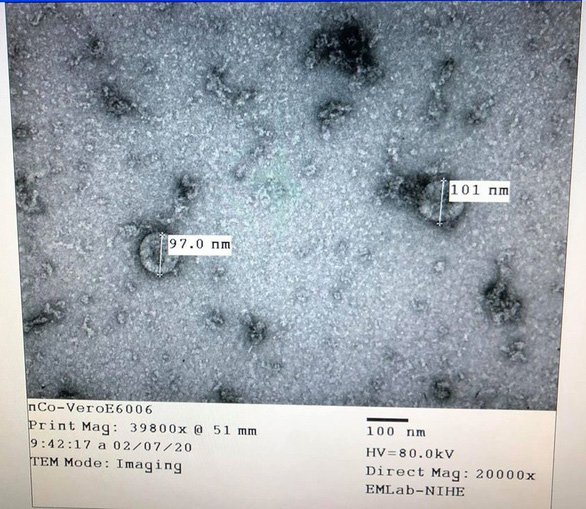 101 nm
97.0 nm
nCo-VeroE6006
Print Mag: 39800x @ 51 mm
9:42:17 a 02/07/20
TEM Mode: Imaging
100 nm
HV=80.0kV
Direct Mag: 20000x
EMLab-NIHE